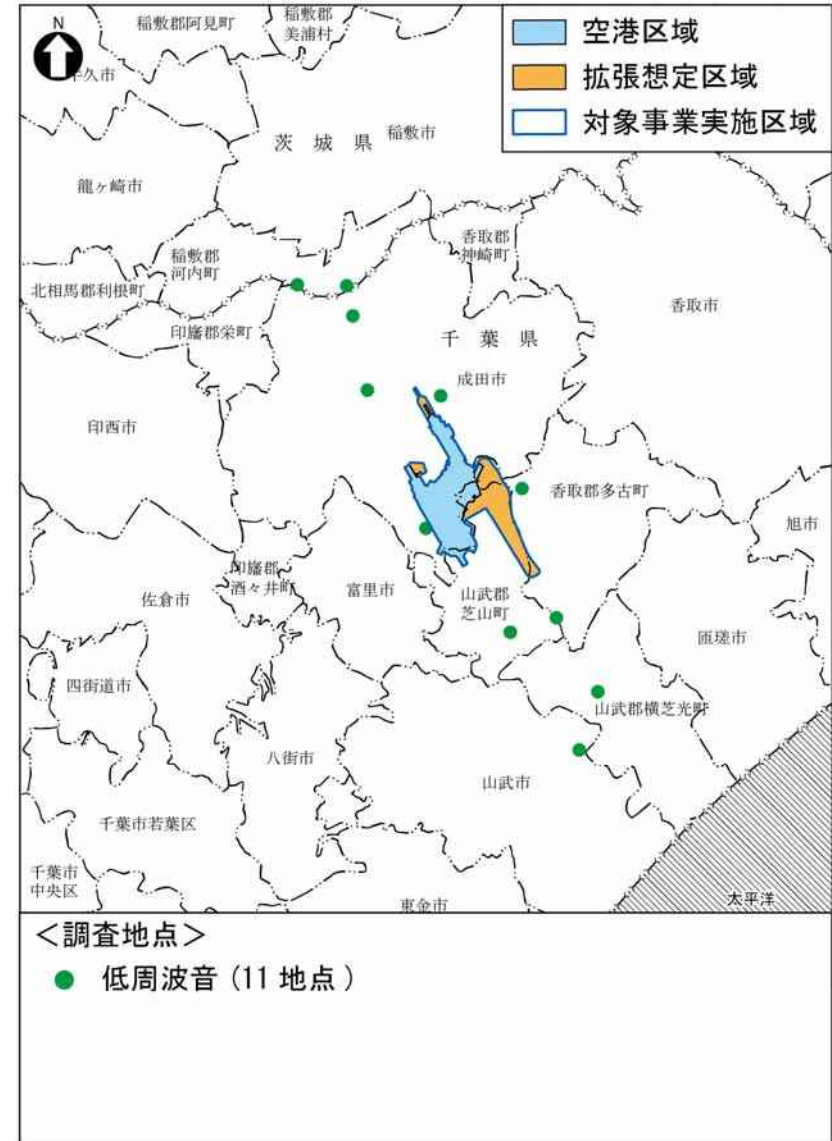 N
稲敷郡阿見町
稲敷郡
美浦村
空港区域
拡張想定区域
対象事業実施区域
久市
茨城県
稲敷市
龍ヶ崎市
稲敷郡
河内町
香取郡
神崎町
北相馬郡利根町
印旛郡栄町
香取市
千葉県
成田市
印西市
香取郡多古町
旭市
印旛郡
酒々井町
富里市
山武郡
芝山町
佐倉市
匝瑳市
四街道市
山武郡横芝光町
八街市
山武市
千葉市若葉区
千葉市
中央区
東金市
太平洋
<調査地点>
低周波音 (11 地点)